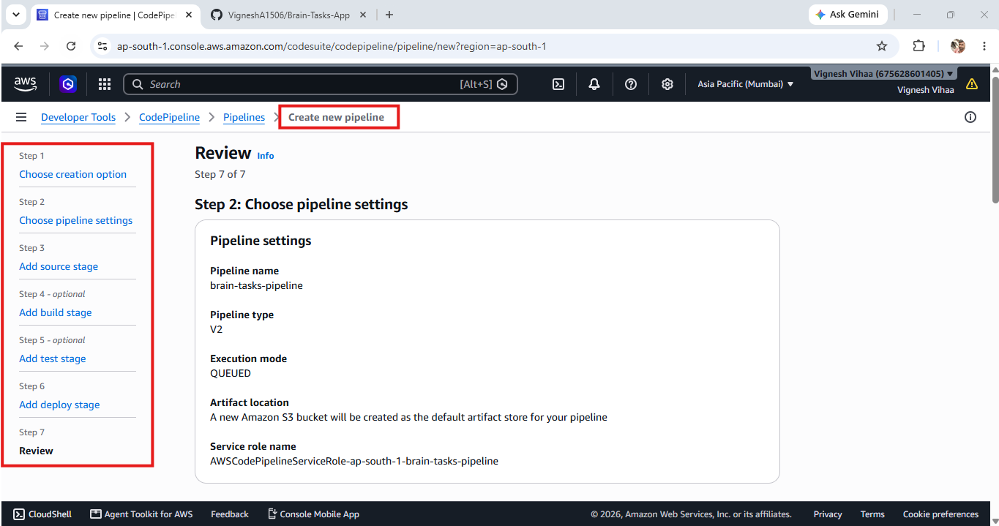 Create new pipeline | CodePipel
VigneshA1506/Brain-Tasks-App
Ask Gemini
ap-south-1.console.aws.amazon.com/codesuite/codepipeline/pipeline/new?region=ap-south-1
aws
Search
[Alt+S]
Asia Pacific (Mumbai)
Vignesh Vihaa (675628601405)
Vignesh Vihaa
Developer Tools
CodePipeline
Pipelines
Create new pipeline
Step 1
Choose creation option
Step 2
Choose pipeline settings
Step 3
Add source stage
Step 4 - optional
Add build stage
Step 5 - optional
Add test stage
Step 6
Add deploy stage
Step 7
Review
Review Info
Step 7 of 7
Step 2: Choose pipeline settings
Pipeline settings
Pipeline name
brain-tasks-pipeline
Pipeline type
V2
Execution mode
QUEUED
Artifact location
A new Amazon S3 bucket will be created as the default artifact store for your pipeline
Service role name
AWSCodePipelineServiceRole-ap-south-1-brain-tasks-pipeline
CloudShell
Agent Toolkit for AWS
Feedback
Console Mobile App
© 2026, Amazon Web Services, Inc. or its affiliates.
Privacy
Terms
Cookie preferences